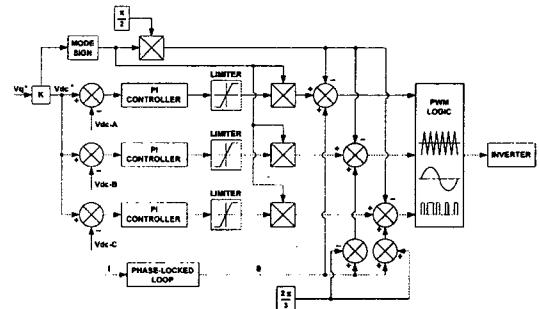 π
2
MODE
SIGN
Vq*
K
Vdc*
PI
CONTROLLER
LIMITER
Vdc-A
PI
CONTROLLER
LIMITER
Vdc-B
PI
CONTROLLER
LIMITER
Vdc-C
PWM
LOGIC
INVERTER
PHASE-LOCKED
LOOP
θ
2π
3